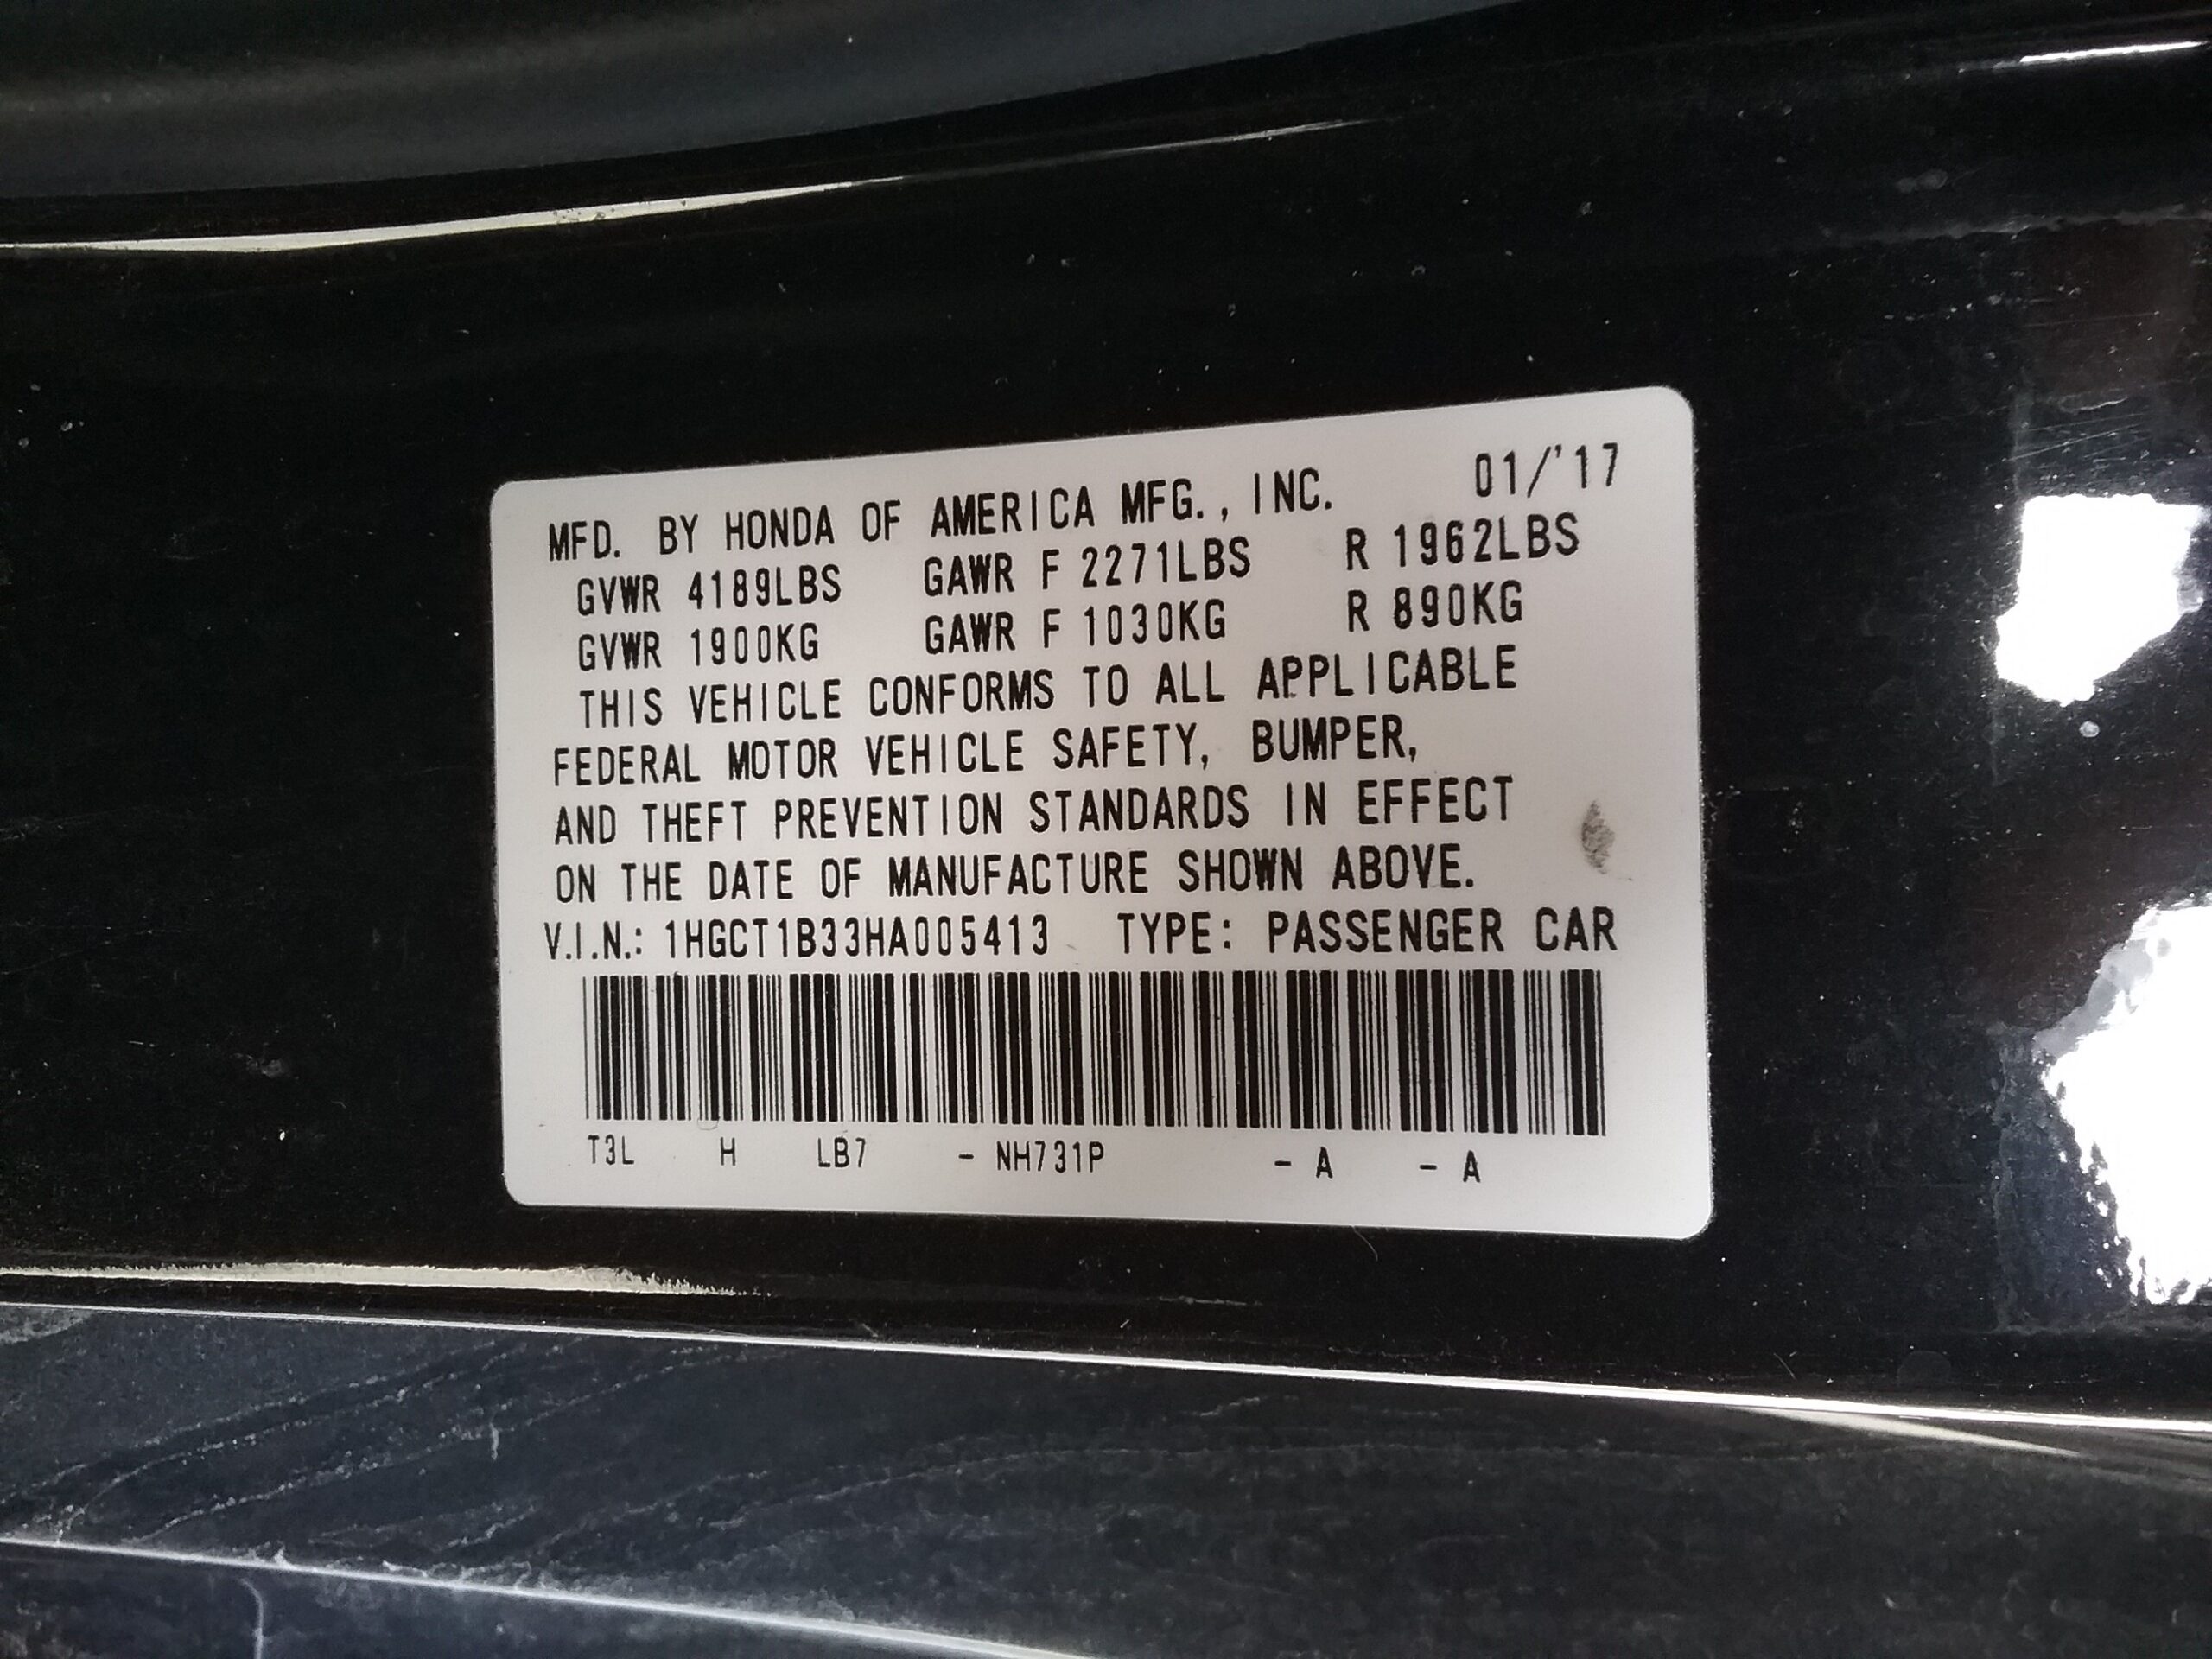 MFD. BY HONDA OF AMERICA MFG., INC. 01/'17
GVWR 4189LBS GAWR F 2271LBS R 1962LBS
GVWR 1900KG GAWR F 1030KG R 890KG
THIS VEHICLE CONFORMS TO ALL APPLICABLE
FEDERAL MOTOR VEHICLE SAFETY, BUMPER,
AND THEFT PREVENTION STANDARDS IN EFFECT
ON THE DATE OF MANUFACTURE SHOWN ABOVE.
V.I.N.: 1HGCT1B33HA005413 TYPE: PASSENGER CAR
T3L H LB7 - NH731P - A - A